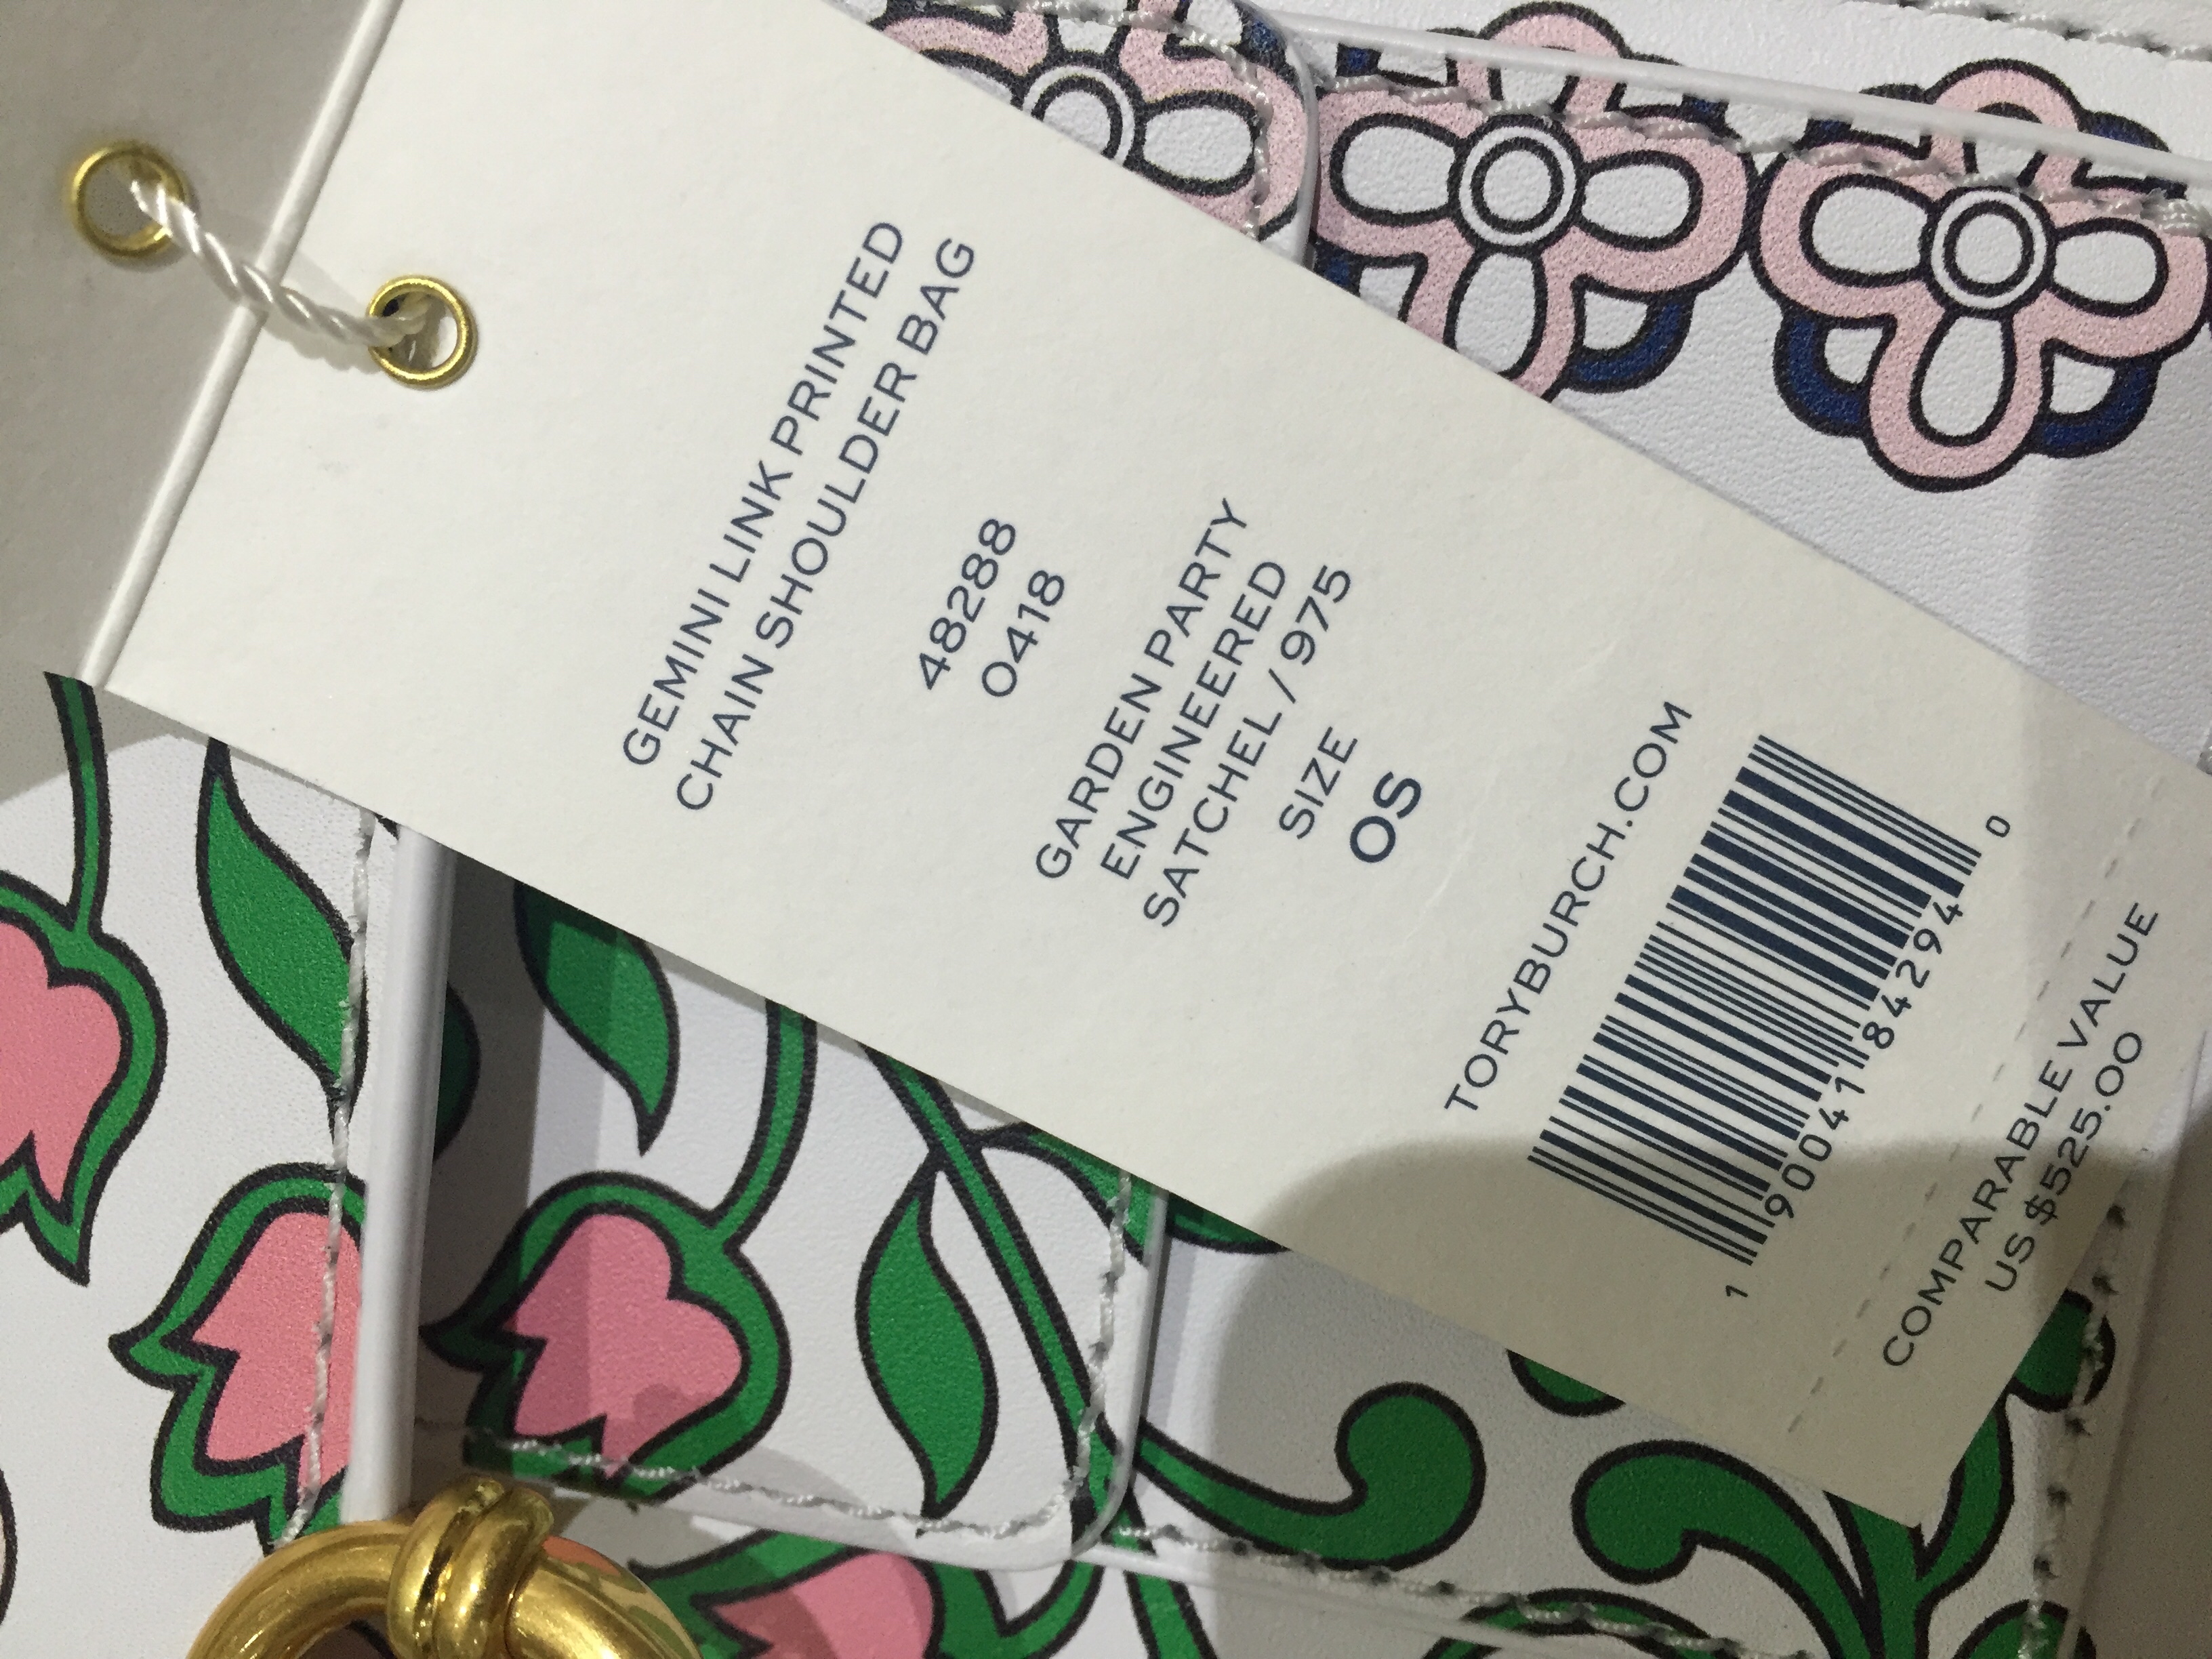 GEMINI LINK PRINTED
CHAIN SHOULDER BAG
48288
0418
GARDEN PARTY
ENGINEERED
SATCHEL / 975
SIZE
OS
TORYBURCH.COM
1 90041 84294 0
COMPARABLE VALUE
US $525.00